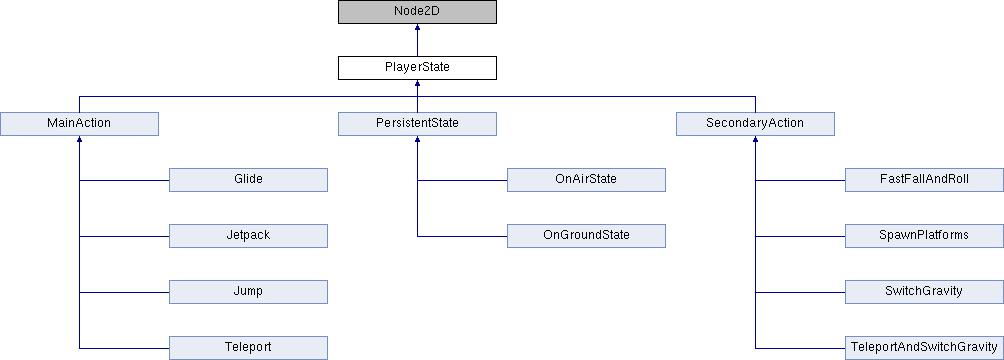 Node2D
PlayerState
MainAction
PersistentState
SecondaryAction
Glide
OnAirState
FastFallAndRoll
Jetpack
OnGroundState
SpawnPlatforms
Jump
SwitchGravity
Teleport
TeleportAndSwitchGravity